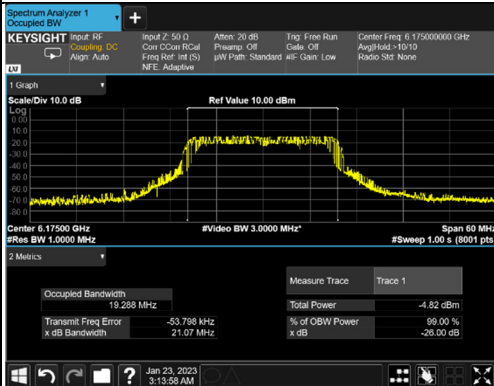 Spectrum Analyzer 1
Occupied BW
+
KEYSIGHT Input: RF Input Z: 50 Ω Atten: 20 dB Trig: Free Run Center Freq: 6.175000000 GHz
Coupling: DC Corr CCorr RCal Preamp: Off Gate: Off Avg|Hold:>10/10
Align: Auto Freq Ref: Int (S) µW Path: Standard #IF Gain: Low Radio Std: None
NFE: Adaptive
LXI
1 Graph
Scale/Div 10.0 dB Ref Value 10.00 dBm
Log
0.00
-10.0
-20.0
-30.0
-40.0
-50.0
-60.0
-70.0
-80.0
Center 6.17500 GHz #Video BW 3.0000 MHz* Span 60 MHz
#Res BW 1.0000 MHz #Sweep 1.00 s (8001 pts
2 Metrics
Measure Trace Trace 1
Occupied Bandwidth
19.288 MHz Total Power -4.82 dBm
Transmit Freq Error -53.798 kHz % of OBW Power 99.00 %
x dB Bandwidth 21.07 MHz x dB -26.00 dB
? Jan 23, 2023
3:13:58 AM